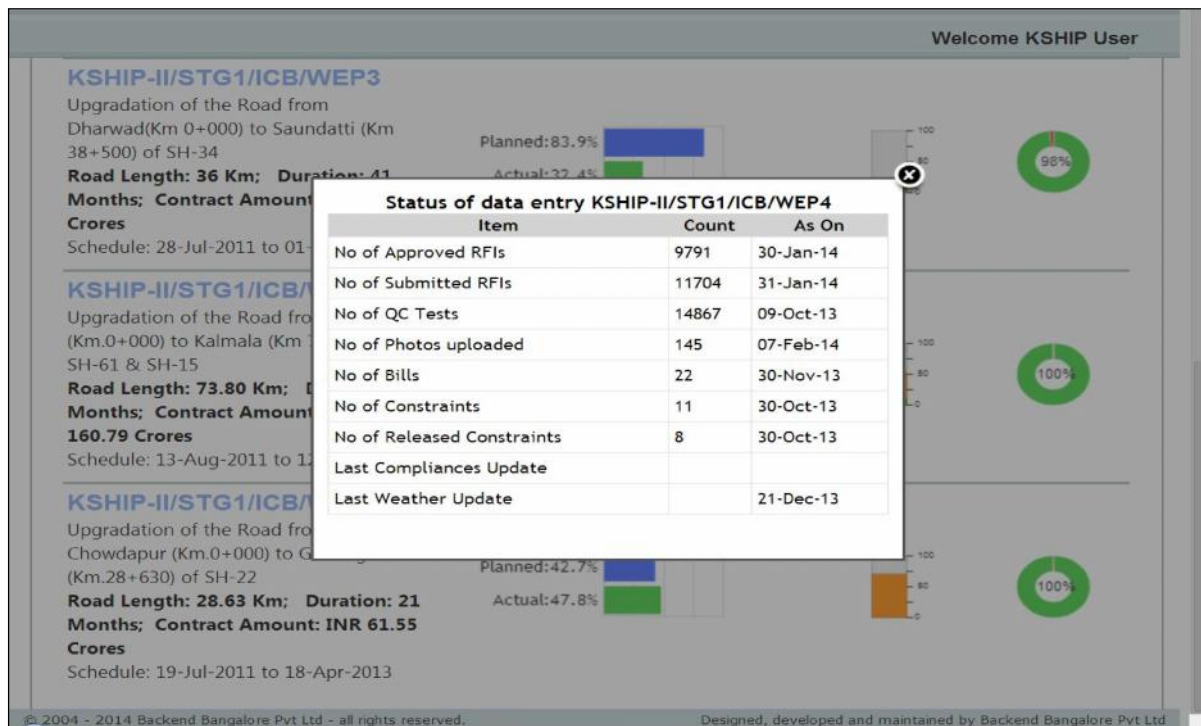 Welcome KSHIP User
KSHIP-II/STG1/ICB/WEP3
Upgradation of the Road from
Dharwad(Km 0+000) to Saundatti (Km
38+500) of SH-34
Road Length: 36 Km; Duration: 41
Months; Contract Amount
Crores
Schedule: 28-Jul-2011 to 01-
Planned:83.9%
Actual:32.4%
100
98%
KSHIP-II/STG1/ICB/
Upgradation of the Road
(Km.0+000) to Kalmala (Km
SH-61 & SH-15
Road Length: 73.80 Km;
Months; Contract Amount
160.79 Crores
Schedule: 13-Aug-2011 to
100
50
0
100%
Status of data entry KSHIP-II/STG1/ICB/WEP4
Item Count As On
No of Approved RFIs 9791 30-Jan-14
No of Submitted RFIs 11704 31-Jan-14
No of QC Tests 14867 09-Oct-13
No of Photos uploaded 145 07-Feb-14
No of Bills 22 30-Nov-13
No of Constraints 11 30-Oct-13
No of Released Constraints 8 30-Oct-13
Last Compliances Update
Last Weather Update 21-Dec-13
KSHIP-II/STG1/ICB/
Upgradation of the Road
Chowdapur (Km.0+000) to
(Km.28+630) of SH-22
Road Length: 28.63 Km; Duration: 21
Months; Contract Amount: INR 61.55
Crores
Schedule: 19-Jul-2011 to 18-Apr-2013
Planned:42.7%
Actual:47.8%
100
50
0
100%
© 2004 - 2014 Backend Bangalore Pvt Ltd - all rights reserved.
Designed, developed and maintained by Backend Bangalore Pvt Ltd